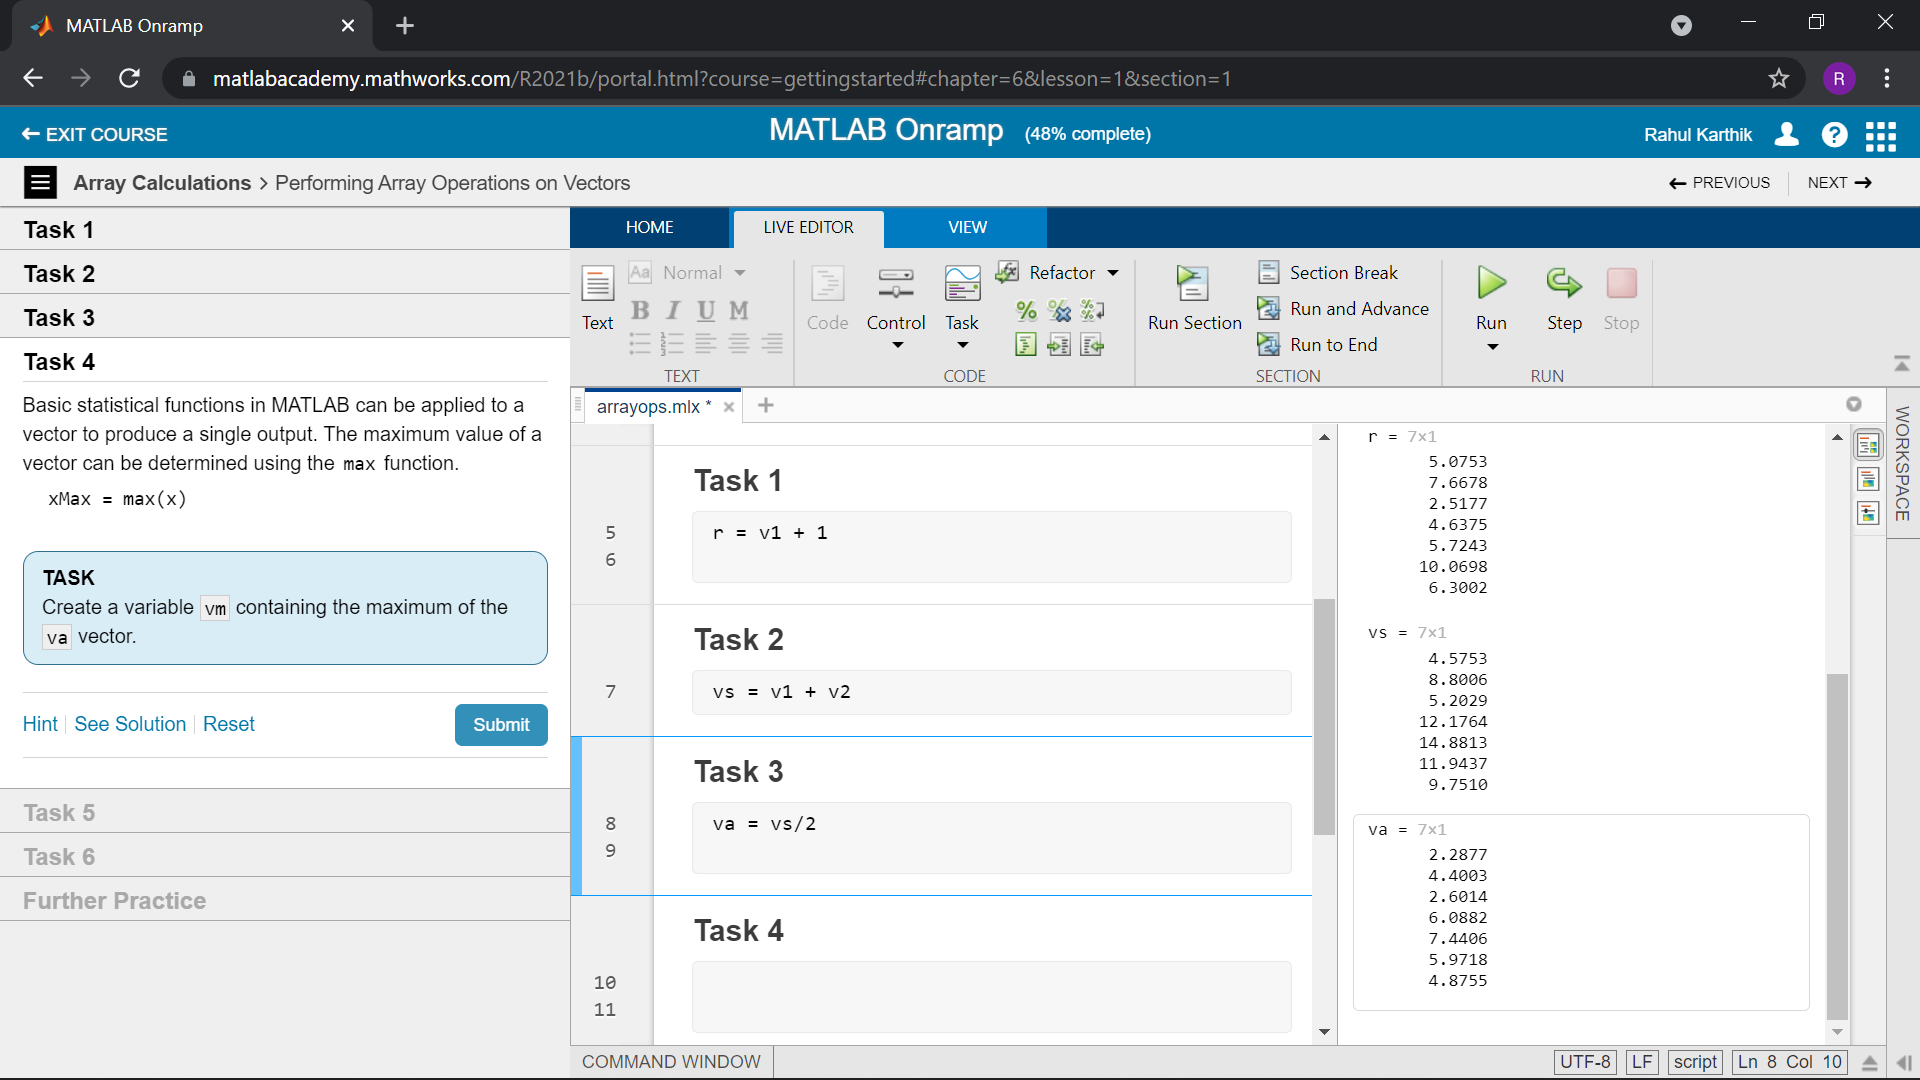 MATLAB Onramp
matlabacademy.mathworks.com/R2021b/portal.html?course=gettingstarted#chapter=6&lesson=1&section=1
R
EXIT COURSE
MATLAB Onramp (48% complete)
Rahul Karthik
?
Array Calculations > Performing Array Operations on Vectors
PREVIOUS
NEXT
Task 1
Task 2
Task 3
Task 4
Basic statistical functions in MATLAB can be applied to a
vector to produce a single output. The maximum value of a
vector can be determined using the max function.
xMax = max(x)
TASK
Create a variable vm containing the maximum of the
va vector.
Hint
See Solution
Reset
Submit
Task 5
Task 6
Further Practice
HOME
LIVE EDITOR
VIEW
Text
Aa Normal
B I U M
TEXT
Code
Control
Task
Refactor
CODE
Run Section
Section Break
Run and Advance
Run to End
SECTION
Run
Step
Stop
RUN
arrayops.mlx *
WORKSPACE
Task 1
5 r = v1 + 1
6
Task 2
7 vs = v1 + v2
Task 3
8 va = vs/2
9
Task 4
10
11
r = 7×1
5.0753
7.6678
2.5177
4.6375
5.7243
10.0698
6.3002
vs = 7×1
4.5753
8.8006
5.2029
12.1764
14.8813
11.9437
9.7510
va = 7×1
2.2877
4.4003
2.6014
6.0882
7.4406
5.9718
4.8755
COMMAND WINDOW
UTF-8
LF
script
Ln 8 Col 10